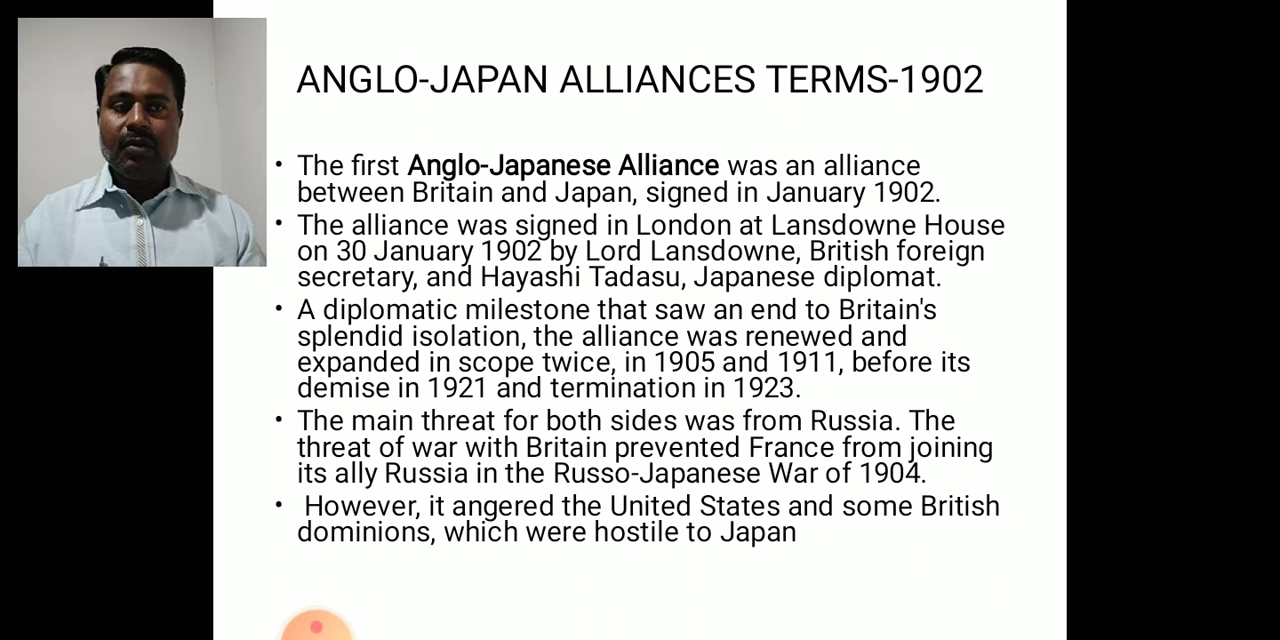 ANGLO-JAPAN ALLIANCES TERMS-1902
• The first Anglo-Japanese Alliance was an alliance
between Britain and Japan, signed in January 1902.
• The alliance was signed in London at Lansdowne House
on 30 January 1902 by Lord Lansdowne, British foreign
secretary, and Hayashi Tadasu, Japanese diplomat.
• A diplomatic milestone that saw an end to Britain's
splendid isolation, the alliance was renewed and
expanded in scope twice, in 1905 and 1911, before its
demise in 1921 and termination in 1923.
• The main threat for both sides was from Russia. The
threat of war with Britain prevented France from joining
its ally Russia in the Russo-Japanese War of 1904.
• However, it angered the United States and some British
dominions, which were hostile to Japan